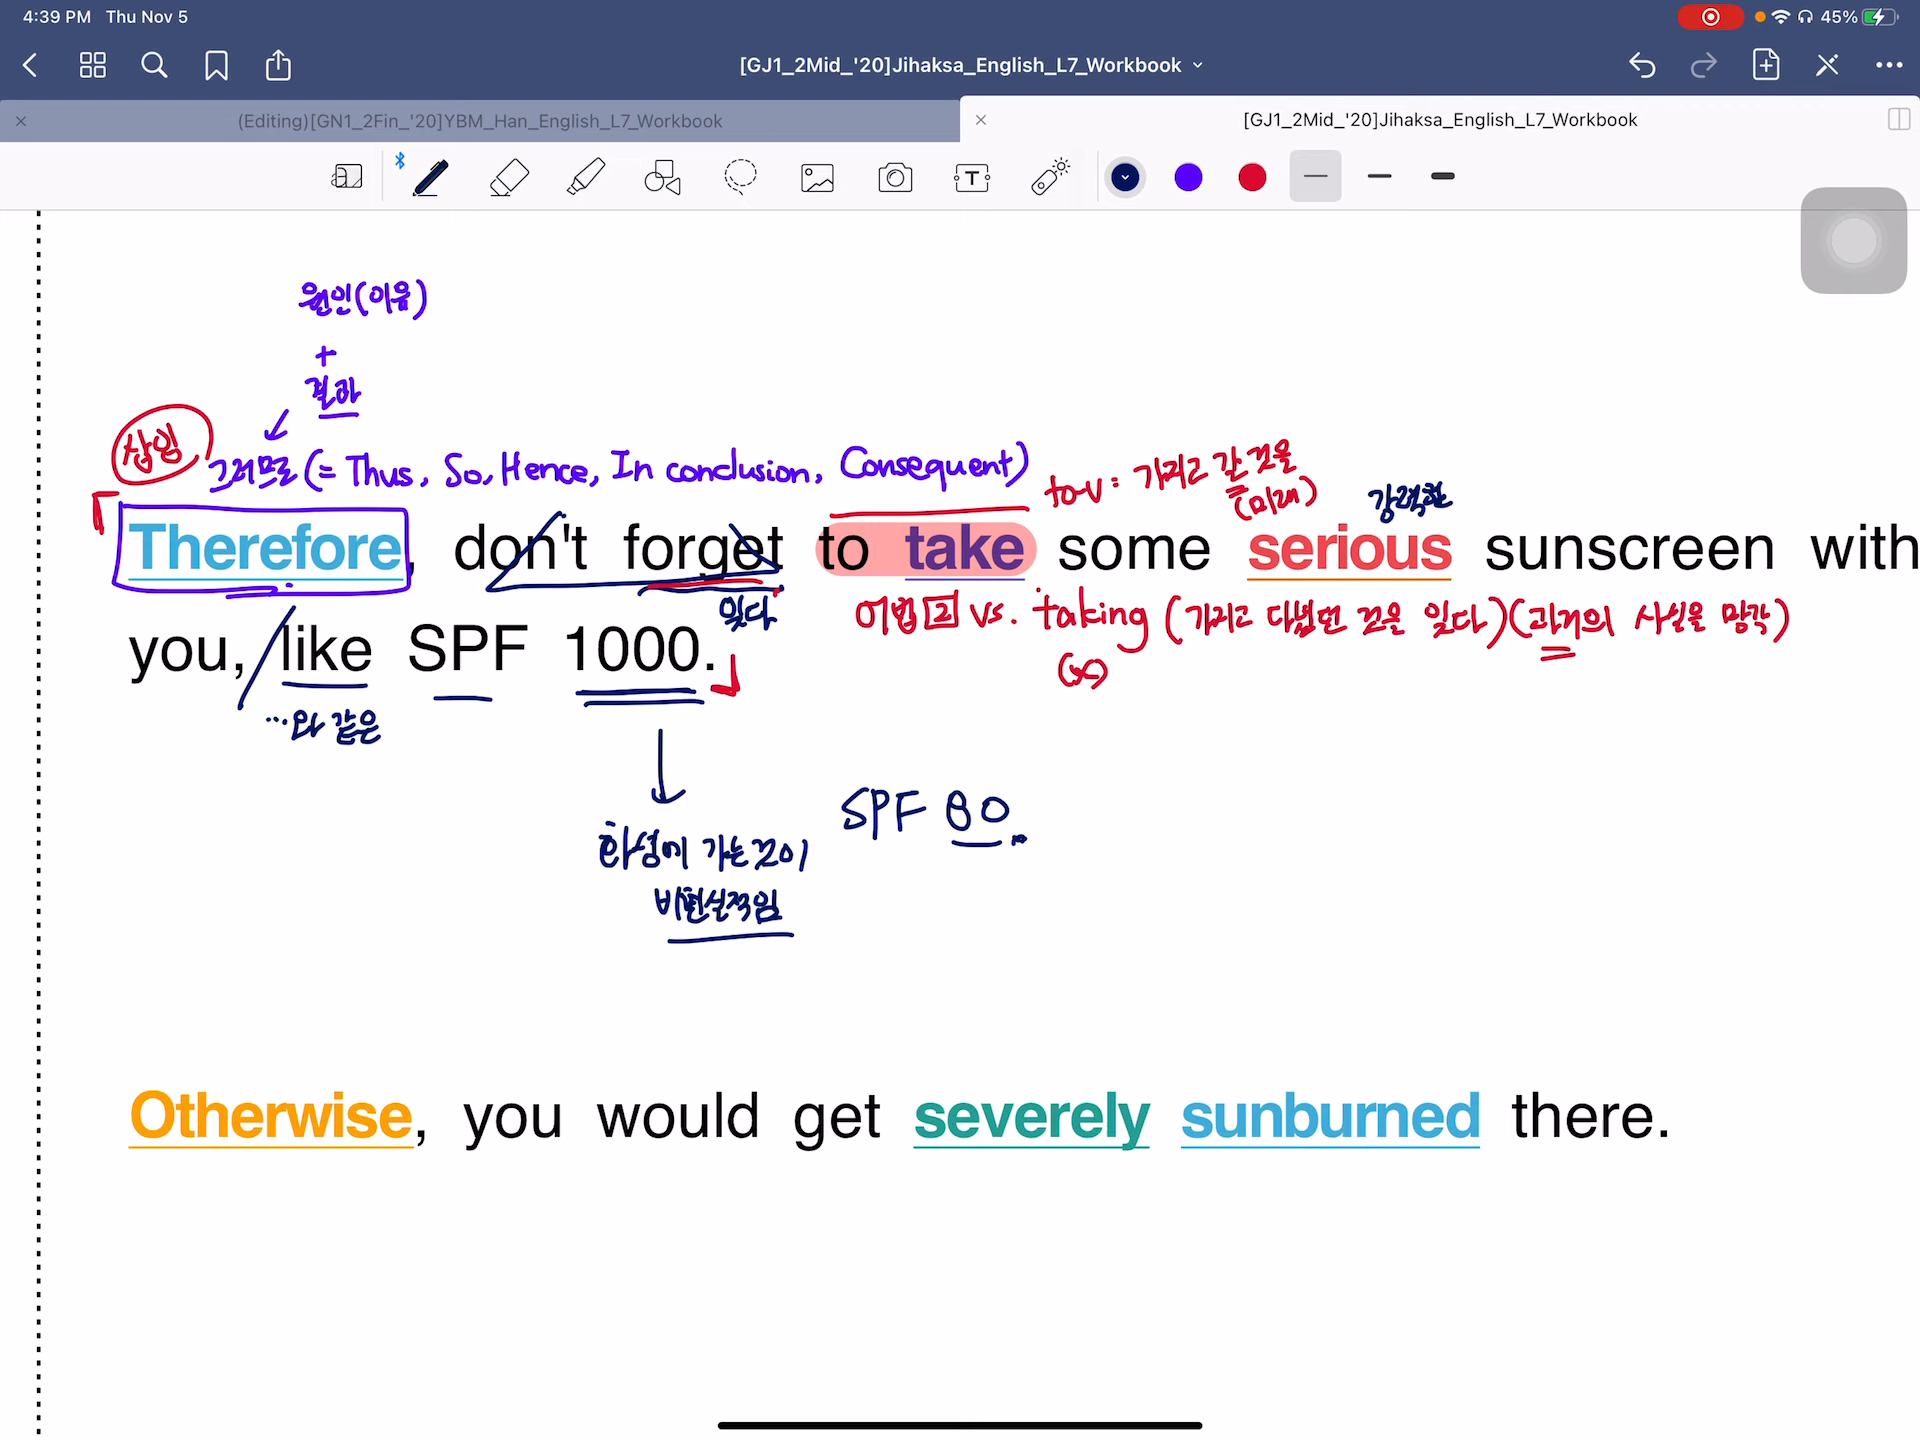 4:39 PM Thu Nov 5
45%
[GJ1_2Mid_'20]Jihaksa_English_L7_Workbook
(Editing)[GN1_2Fin_'20]YBM_Han_English_L7_Workbook
[GJ1_2Mid_'20]Jihaksa_English_L7_Workbook
원인(이유)
+
결과
삽입
그러므로 (= Thus, So, Hence, In conclusion, Consequent)
to-v : 가지고 갈 것을
(미래)
강력한
Therefore, don't forget to take some serious sunscreen with
잊다
어법 vs. taking (가지고 다녔던 것을 잊다)(과거의 사실을 망각)
(x)
you, like SPF 1000.
…와 같은
SPF 80
화성에 가는 것이
비현실적임
Otherwise, you would get severely sunburned there.